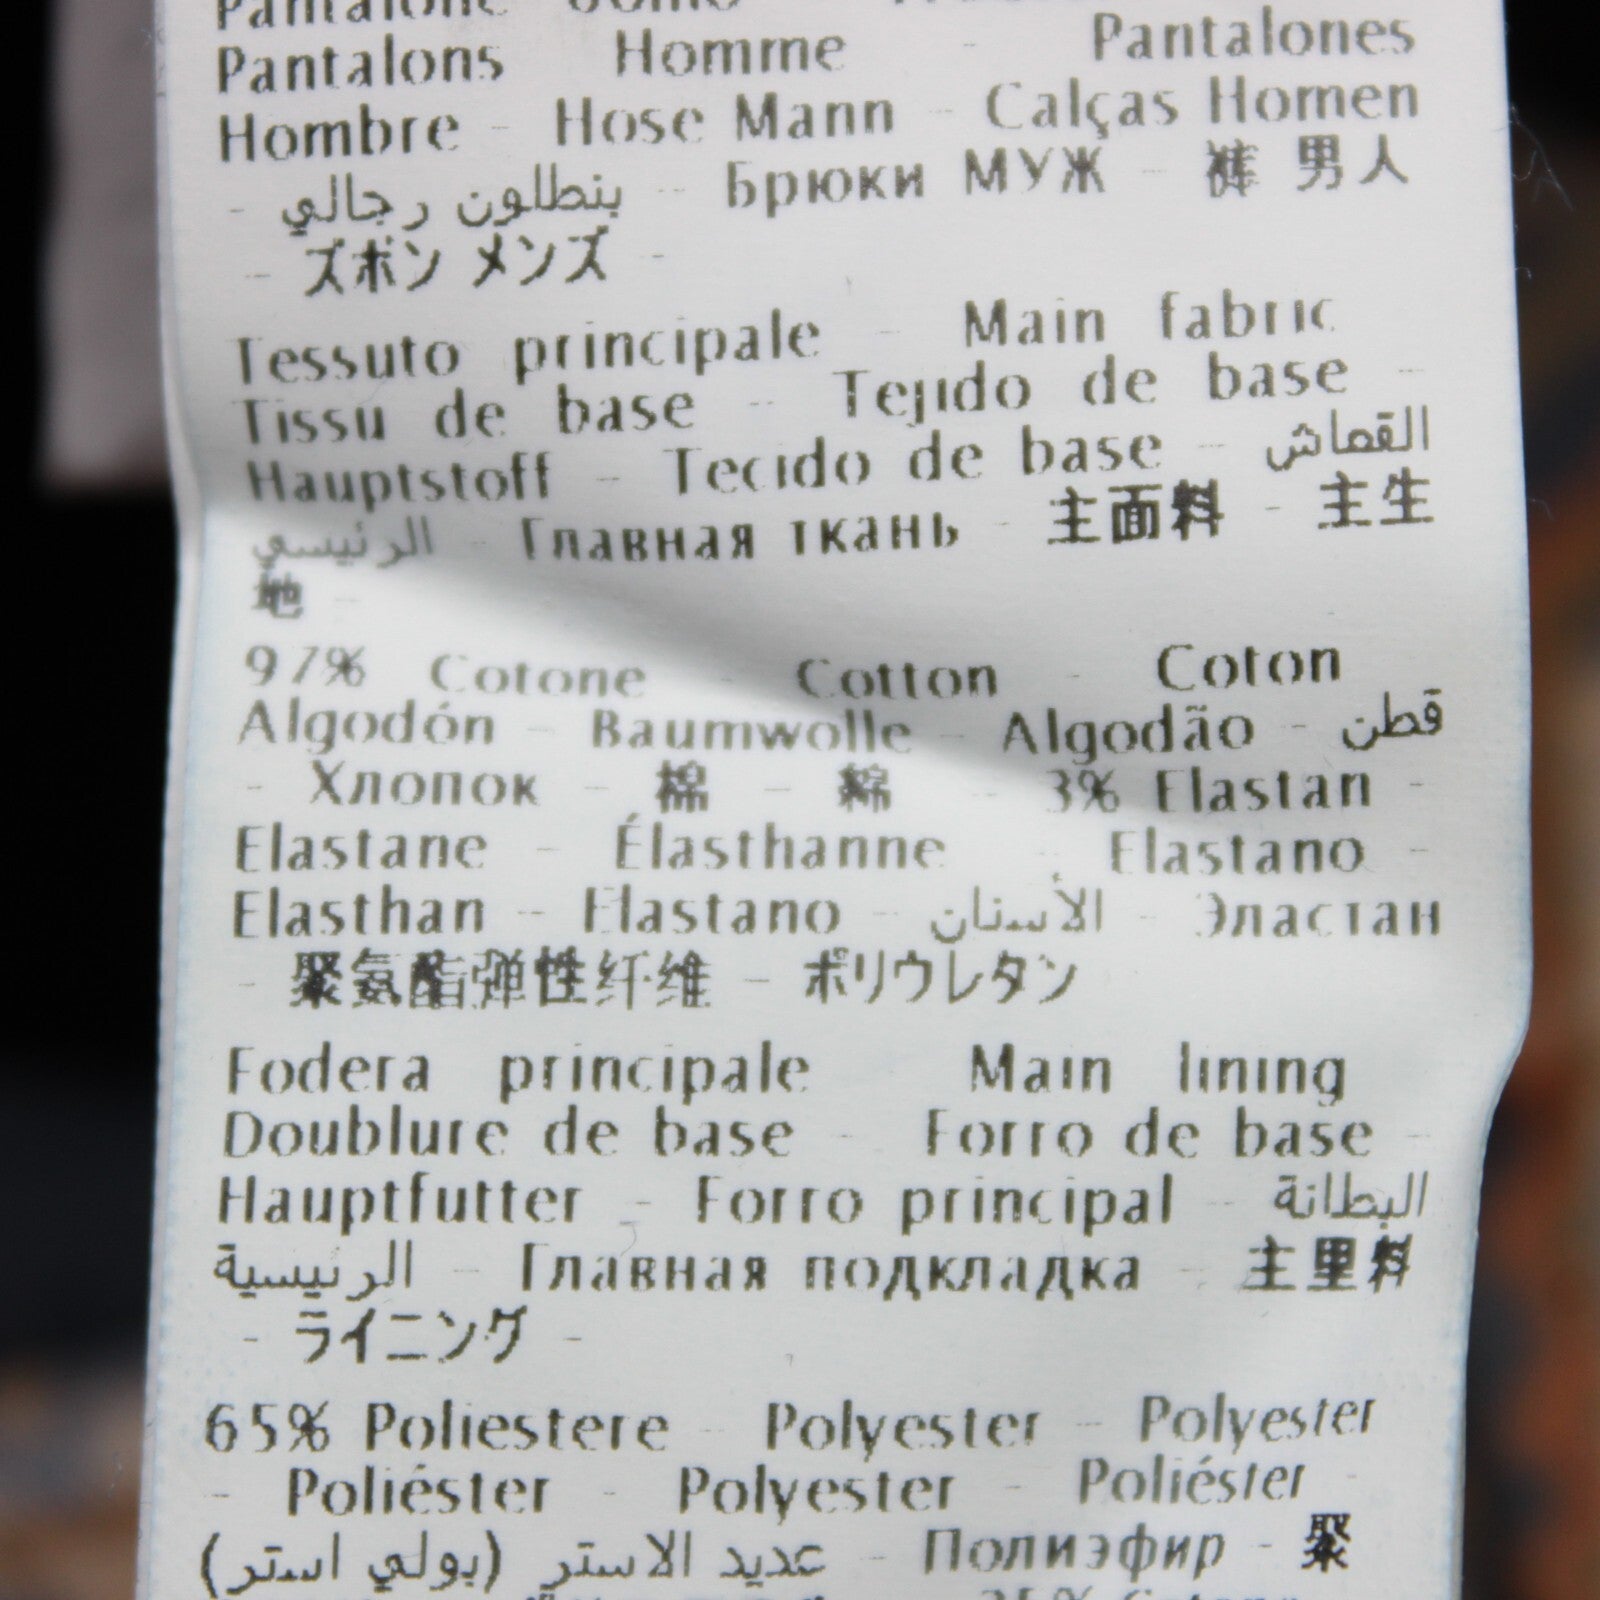 Pantalone Uomo
Pantalons Homme - Pantalones
Hombre - Hose Mann - Calças Homen
- بنطلون رجالي - Брюки МУЖ - 裤 男人
- ズボン メンズ -
Tessuto principale - Main fabric
Tissu de base - Tejido de base -
Hauptstoff - Tecido de base - القماش
الرئيسي - Главная ткань - 主面料 - 主生
地 -
97% Cotone - Cotton - Coton
Algodón - Baumwolle - Algodão - قطن
- Хлопок - 棉 - 綿 - 3% Elastan -
Elastane - Élasthanne - Elastano -
Elasthan - Elastano - الأستان - Эластан
- 聚氨酯弹性纤维 - ポリウレタン
Fodera principale Main lining
Doublure de base - Forro de base -
Hauptfutter - Forro principal - البطانة
الرئيسية - Главная подкладка - 主里料
- ライニング -
65% Poliestere - Polyester - Polyester
- Poliéster - Polyester - Poliéster -
عديد الاستر (بولي استر) - Полиэфир - 聚
35% Cotone